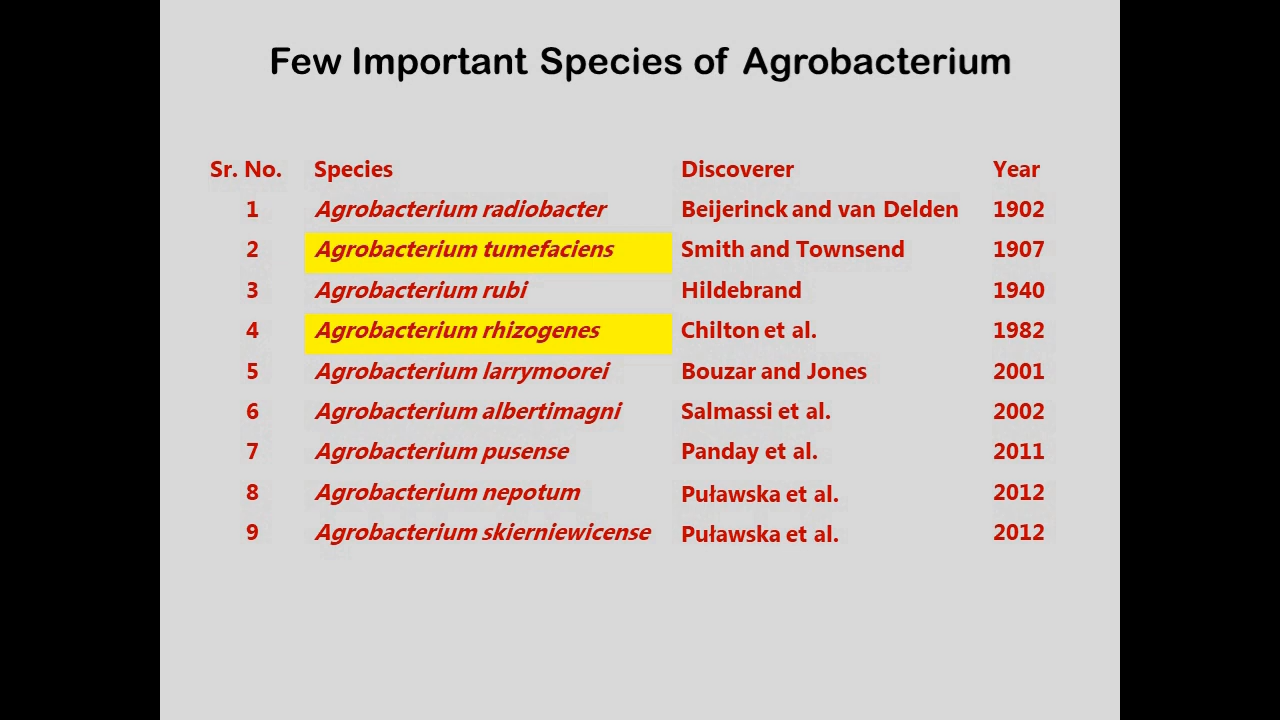 Few Important Species of Agrobacterium
Sr. No. Species Discoverer Year
1 Agrobacterium radiobacter Beijerinck and van Delden 1902
2 Agrobacterium tumefaciens Smith and Townsend 1907
3 Agrobacterium rubi Hildebrand 1940
4 Agrobacterium rhizogenes Chilton et al. 1982
5 Agrobacterium larrymoorei Bouzar and Jones 2001
6 Agrobacterium albertimagni Salmassi et al. 2002
7 Agrobacterium pusense Panday et al. 2011
8 Agrobacterium nepotum Puławska et al. 2012
9 Agrobacterium skierniewicense Puławska et al. 2012